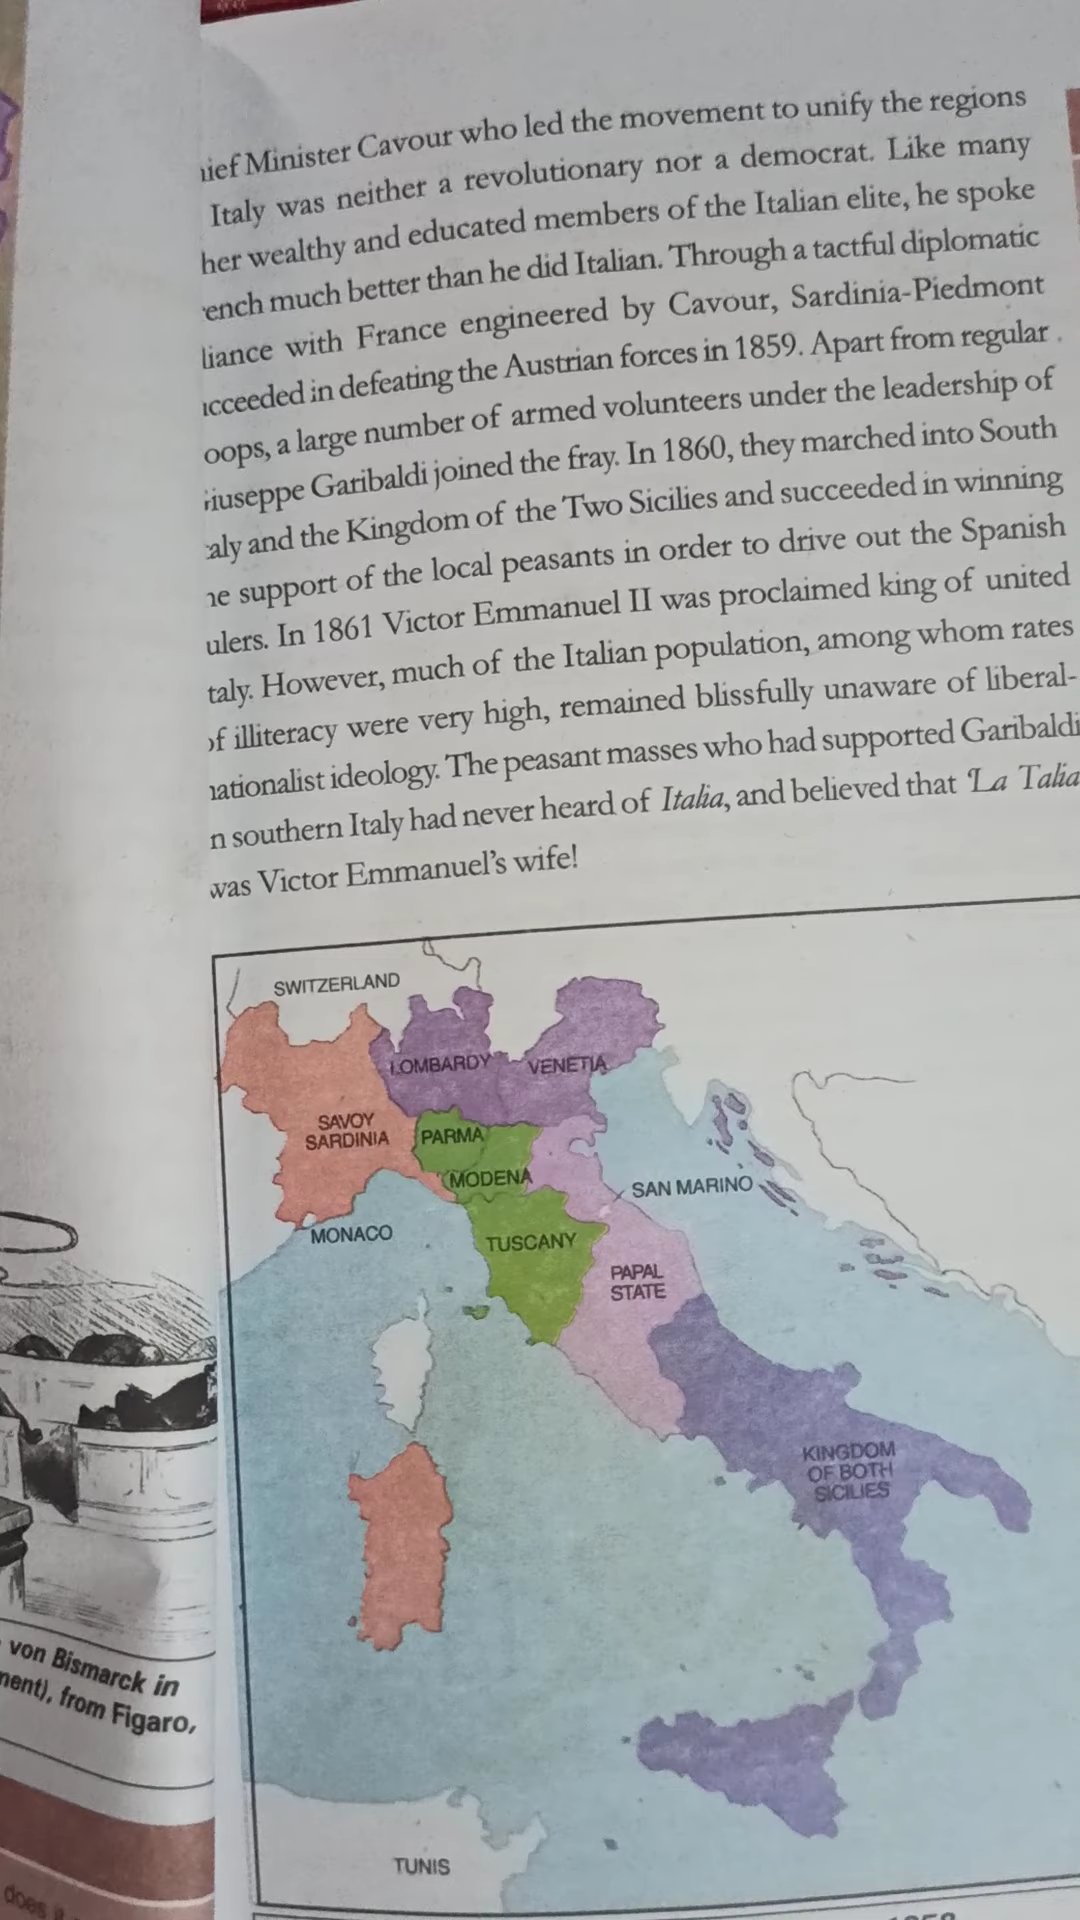 ief Minister Cavour who led the movement to unify the regions
Italy was neither a revolutionary nor a democrat. Like many
her wealthy and educated members of the Italian elite, he spoke
ench much better than he did Italian. Through a tactful diplomatic
liance with France engineered by Cavour, Sardinia-Piedmont
cceeded in defeating the Austrian forces in 1859. Apart from regular
oops, a large number of armed volunteers under the leadership of
iuseppe Garibaldi joined the fray. In 1860, they marched into South
aly and the Kingdom of the Two Sicilies and succeeded in winning
he support of the local peasants in order to drive out the Spanish
ulers. In 1861 Victor Emmanuel II was proclaimed king of united
taly. However, much of the Italian population, among whom rates
of illiteracy were very high, remained blissfully unaware of liberal-
nationalist ideology. The peasant masses who had supported Garibaldi
n southern Italy had never heard of Italia, and believed that 'La Talia
was Victor Emmanuel's wife!
SWITZERLAND
LOMBARDY
VENETIA
SAVOY
SARDINIA
PARMA
MODENA
SAN MARINO
MONACO
TUSCANY
PAPAL
STATE
KINGDOM
OF BOTH
SICILIES
TUNIS
von Bismarck in
ment), from Figaro,
does